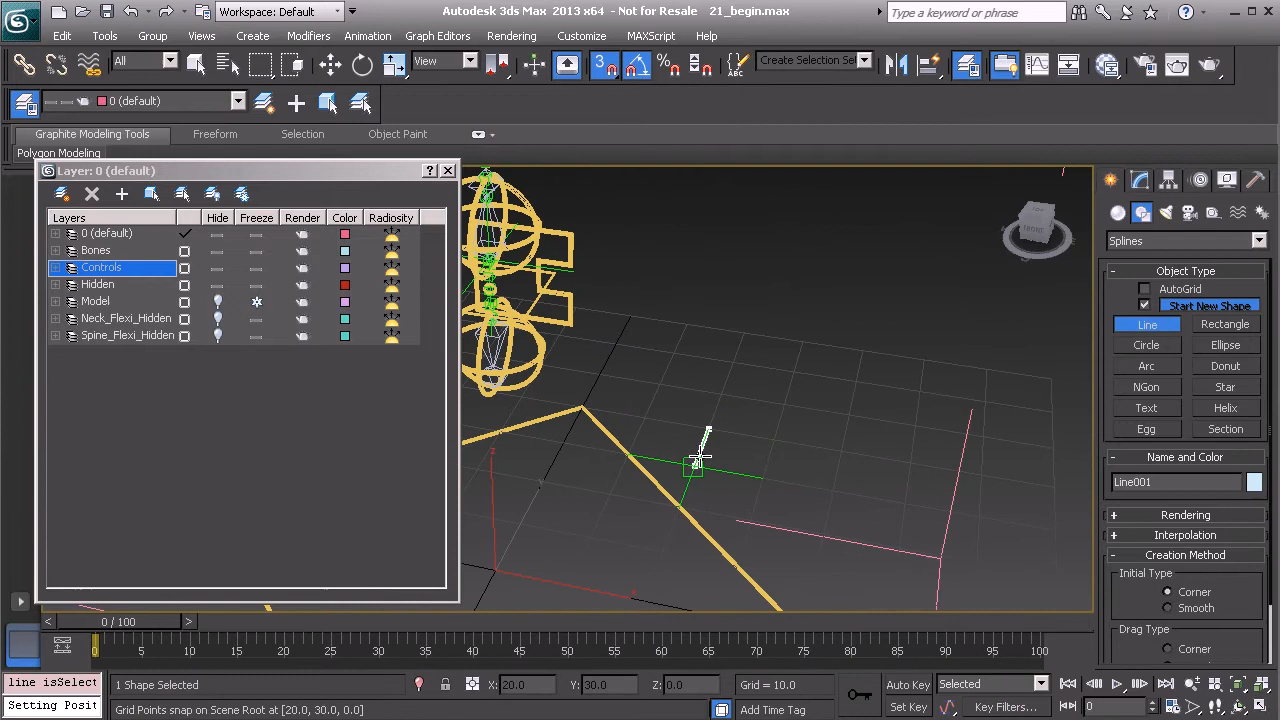 Workspace: Default
Autodesk 3ds Max 2013 x64 - Not for Resale 21_begin.max
Type a keyword or phrase
Edit Tools Group Views Create Modifiers Animation Graph Editors Rendering Customize MAXScript Help
All View 3 Create Selection Se
0 (default)
Graphite Modeling Tools Freeform Selection Object Paint
Polygon Modeling
Layer: 0 (default)
Layers Hide Freeze Render Color Radiosity
0 (default)
Bones
Controls
Hidden
Model
Neck_Flexi_Hidden
Spine_Flexi_Hidden
FRONT
z
x
Splines
Object Type
AutoGrid
Start New Shape
Line Rectangle
Circle Ellipse
Arc Donut
NGon Star
Text Helix
Egg Section
Name and Color
Line001
Rendering
Interpolation
Creation Method
Initial Type
Corner
Smooth
Drag Type
Corner
0 / 100
0 5 10 15 20 25 30 35 40 45 50 55 60 65 70 75 80 85 90 95 100
line isSelect
Setting Posit
1 Shape Selected X: 20.0 Y: 30.0 Z: 0.0 Grid = 10.0 Auto Key Selected
Grid Points snap on Scene Root at [20.0, 30.0, 0.0] Add Time Tag Set Key Key Filters... 0